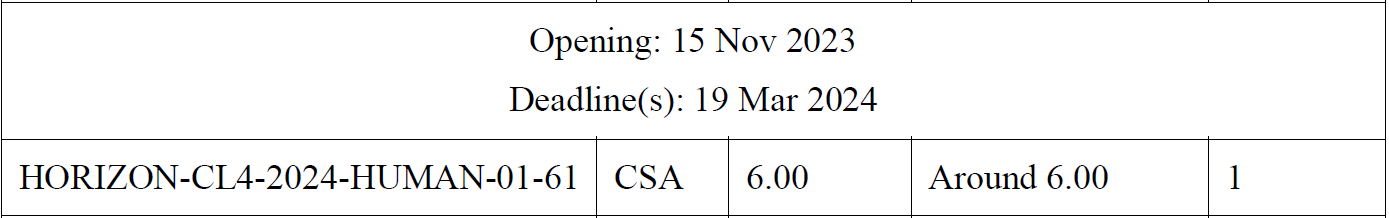 Opening: 15 Nov 2023
Deadline(s): 19 Mar 2024
HORIZON-CL4-2024-HUMAN-01-61 CSA 6.00 Around 6.00 1